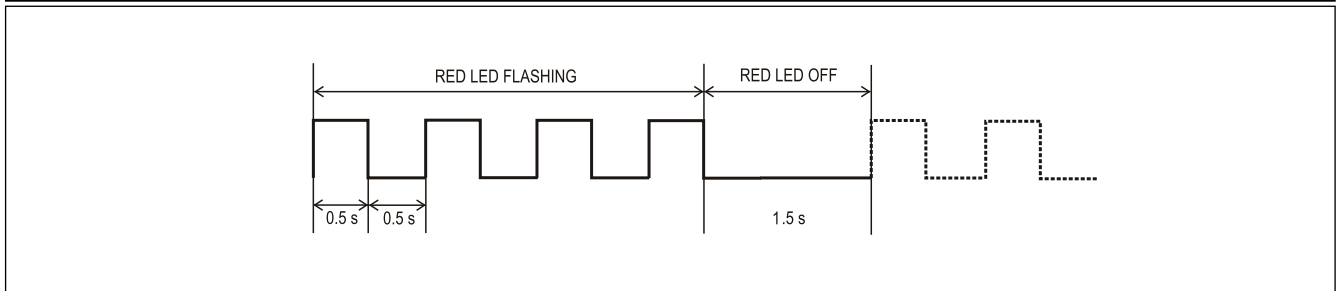 RED LED FLASHING
RED LED OFF
0.5 s
0.5 s
1.5 s